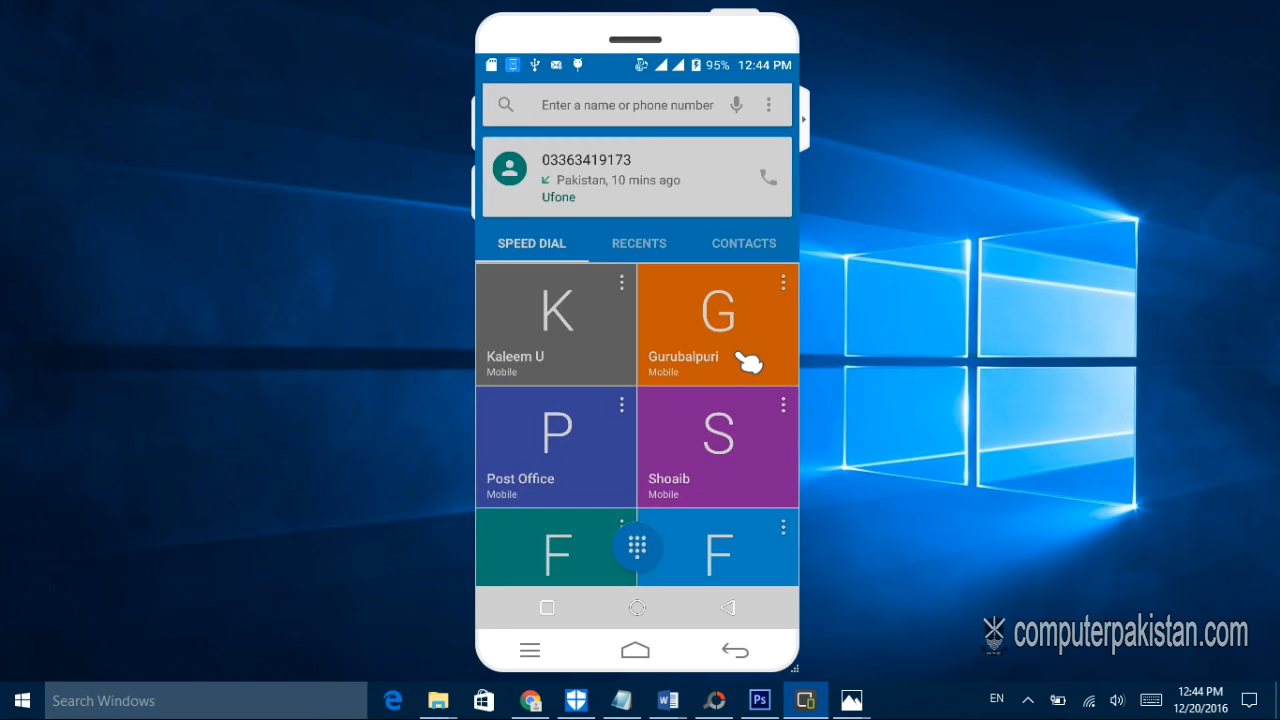 95% 12:44 PM
Enter a name or phone number
03363419173
Pakistan, 10 mins ago
Ufone
SPEED DIAL RECENTS CONTACTS
K G
Kaleem U Gurubalpuri
Mobile Mobile
P S
Post Office Shoaib
Mobile Mobile
F F
computerpakistan.com
Search Windows Ps EN 12:44 PM
12/20/2016